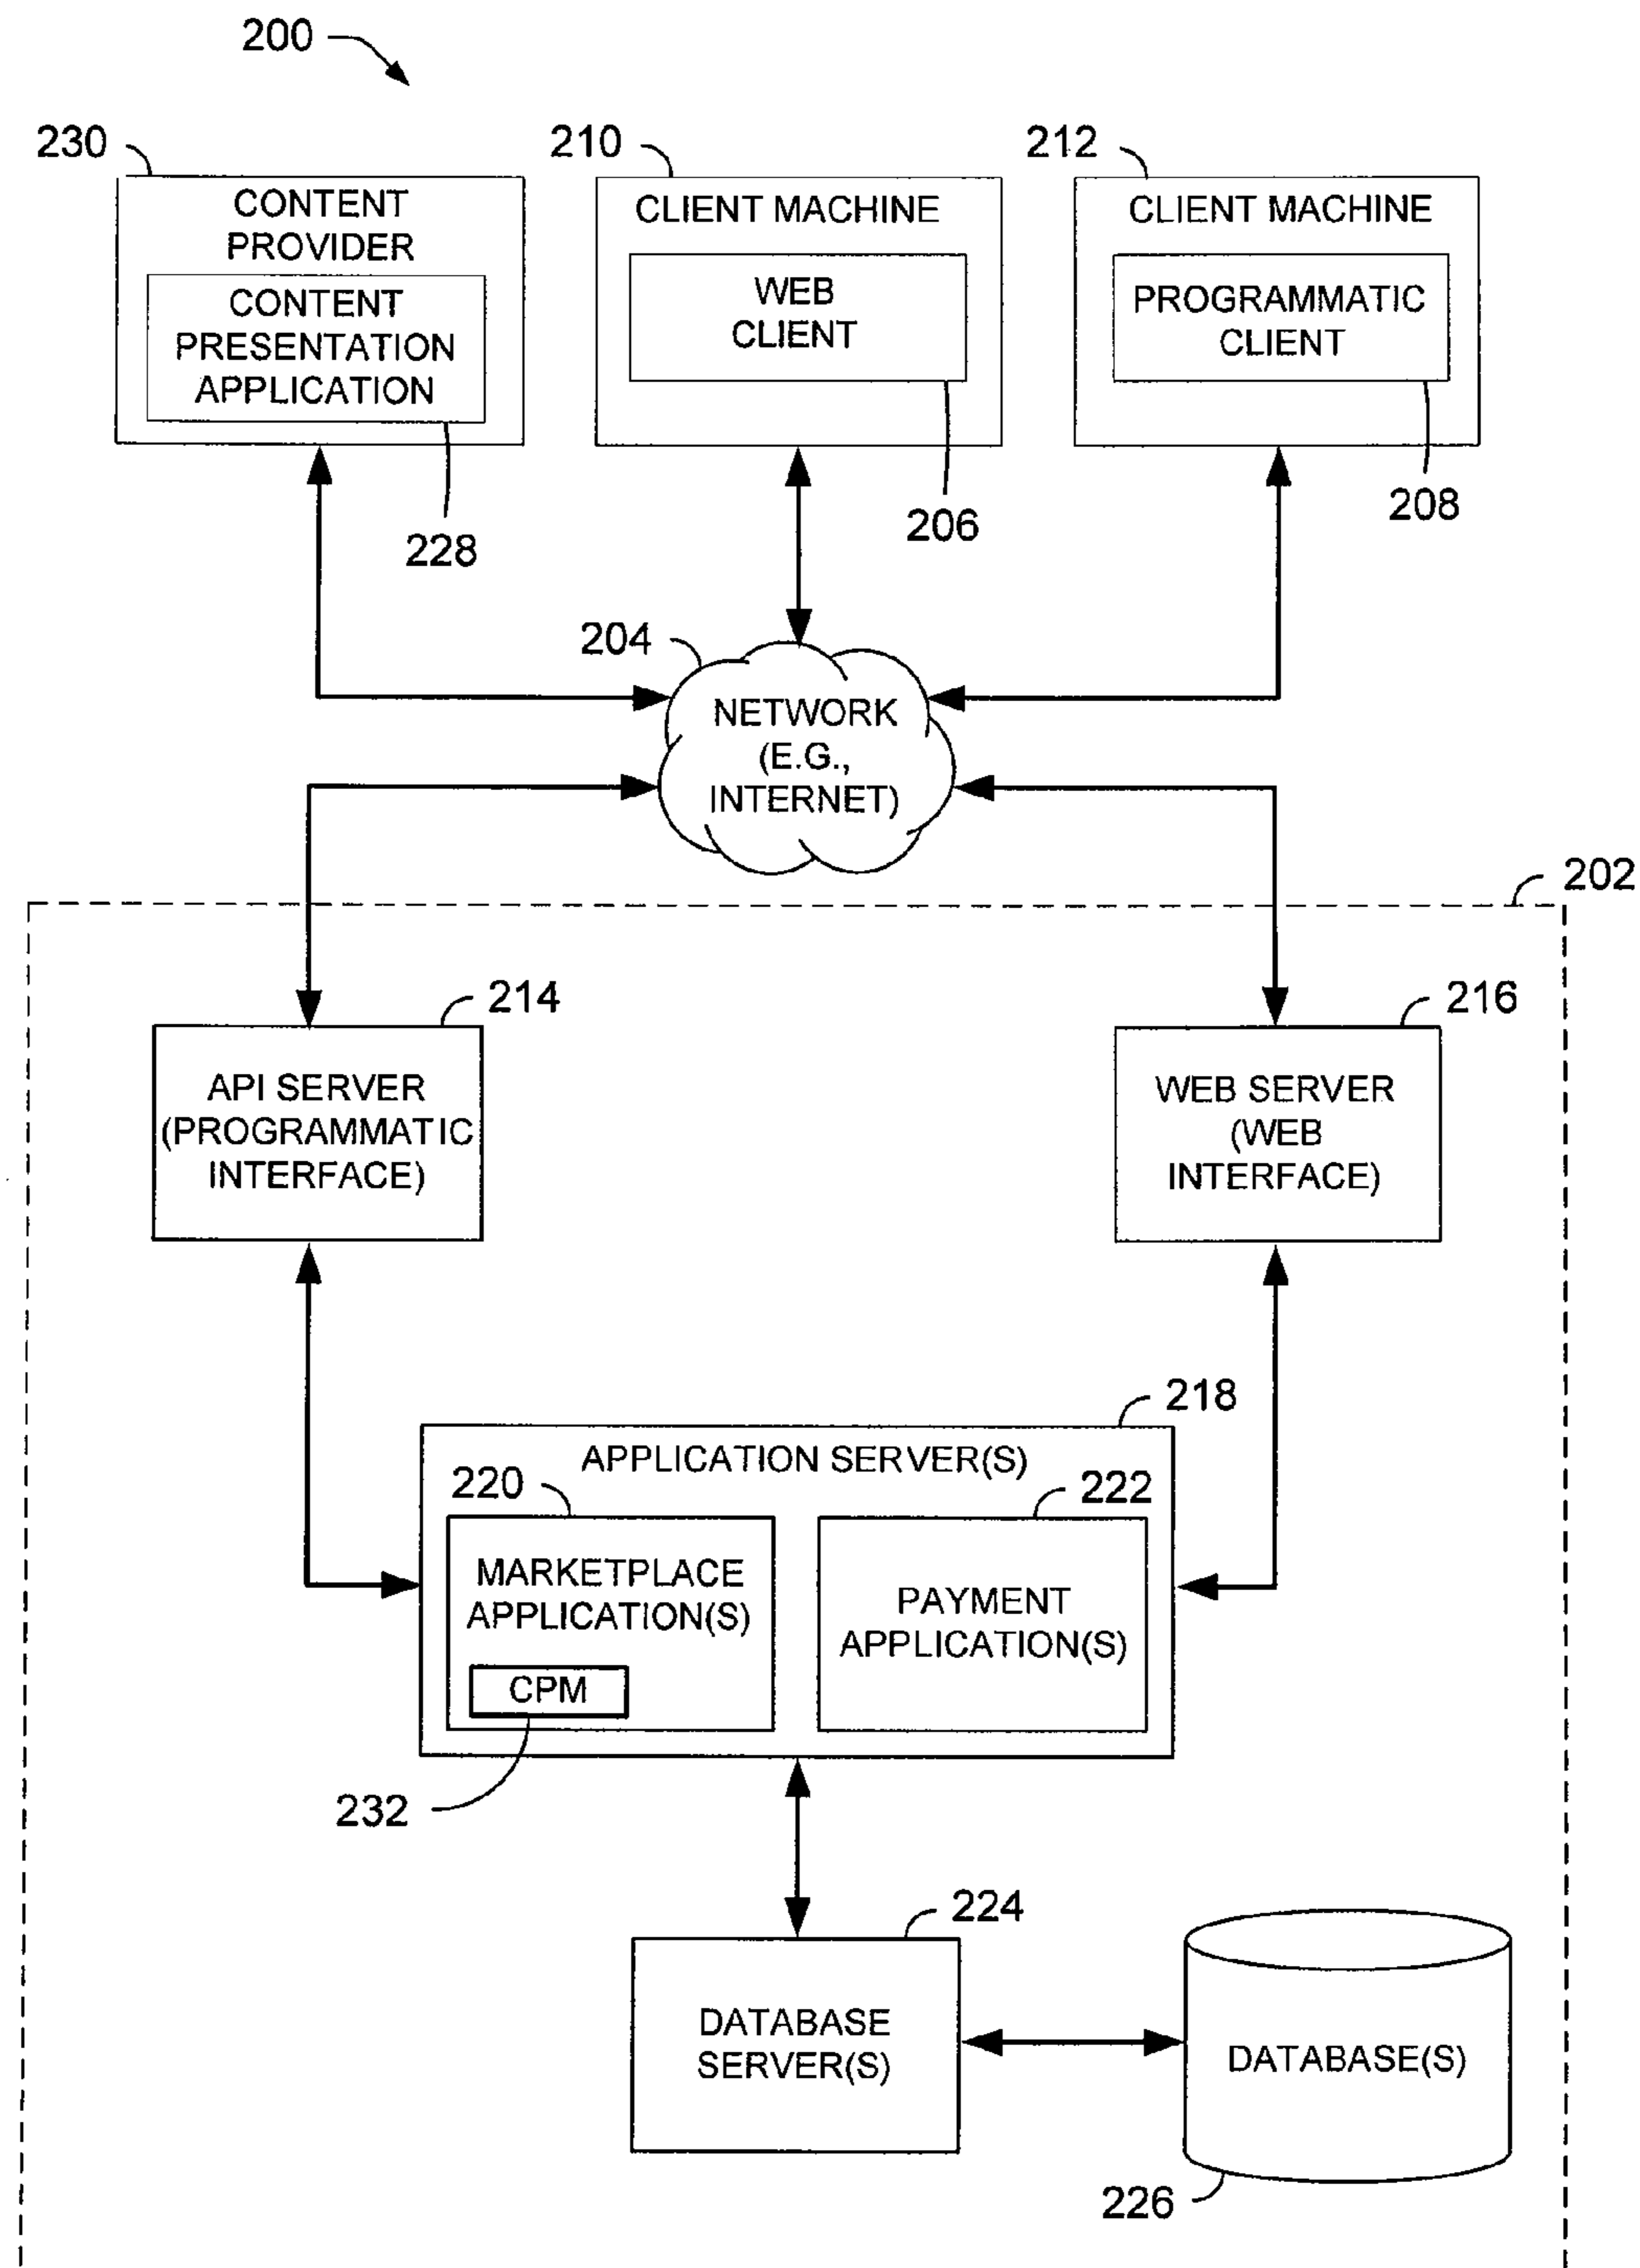 200
230
210
212
CONTENT
PROVIDER
CONTENT
PRESENTATION
APPLICATION
228
CLIENT MACHINE
WEB
CLIENT
206
CLIENT MACHINE
PROGRAMMATIC
CLIENT
208
204
NETWORK
(E.G.,
INTERNET)
202
214
API SERVER
(PROGRAMMATIC
INTERFACE)
216
WEB SERVER
(WEB
INTERFACE)
218
APPLICATION SERVER(S)
220
MARKETPLACE
APPLICATION(S)
CPM
232
222
PAYMENT
APPLICATION(S)
224
DATABASE
SERVER(S)
DATABASE(S)
226